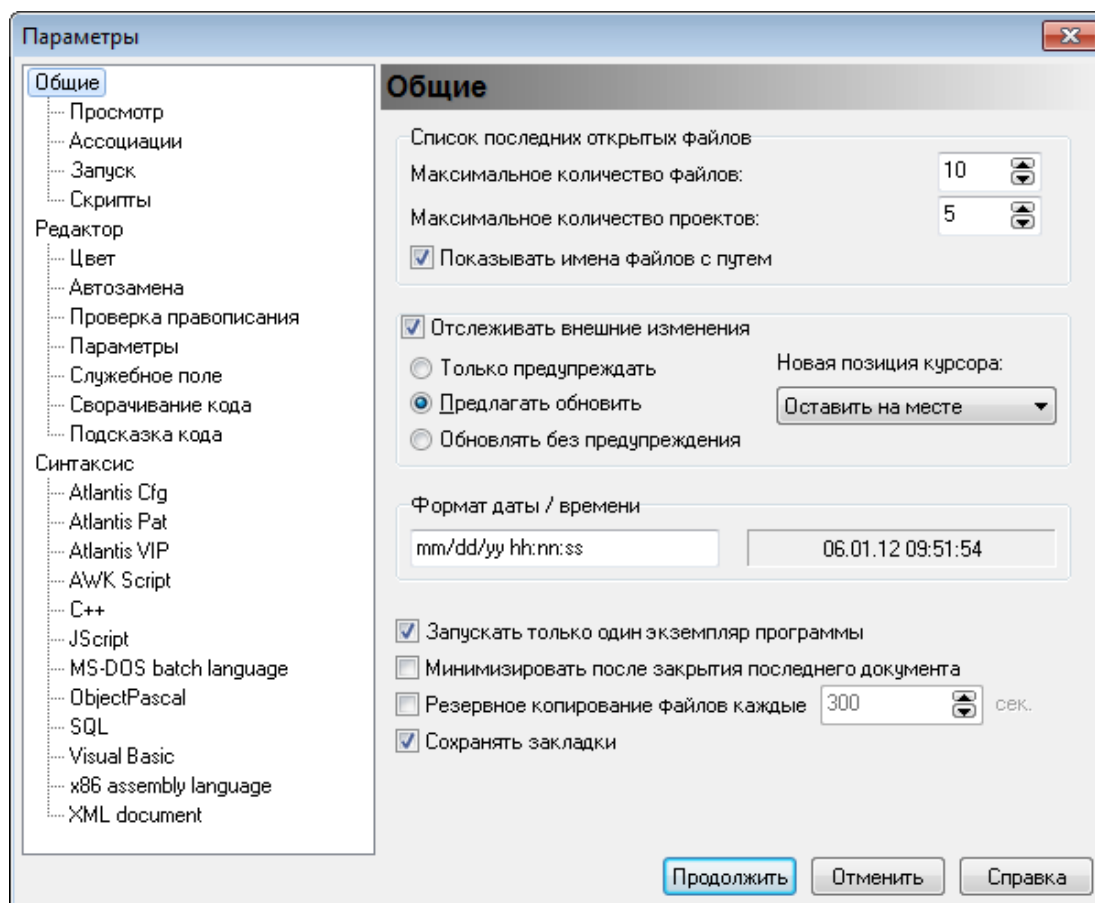 Параметры
Общие
Просмотр
Ассоциации
Запуск
Скрипты
Редактор
Цвет
Автозамена
Проверка правописания
Параметры
Служебное поле
Сворачивание кода
Подсказка кода
Синтаксис
Atlantis Cfg
Atlantis Pat
Atlantis VIP
AWK Script
C++
JScript
MS-DOS batch language
ObjectPascal
SQL
Visual Basic
x86 assembly language
XML document
Общие
Список последних открытых файлов
Максимальное количество файлов: 10
Максимальное количество проектов: 5
Показывать имена файлов с путем
Отслеживать внешние изменения
Только предупреждать
Предлагать обновить
Обновлять без предупреждения
Новая позиция курсора:
Оставить на месте
Формат даты / времени
mm/dd/yy hh:nn:ss 06.01.12 09:51:54
Запускать только один экземпляр программы
Минимизировать после закрытия последнего документа
Резервное копирование файлов каждые 300 сек.
Сохранять закладки
Продолжить Отменить Справка